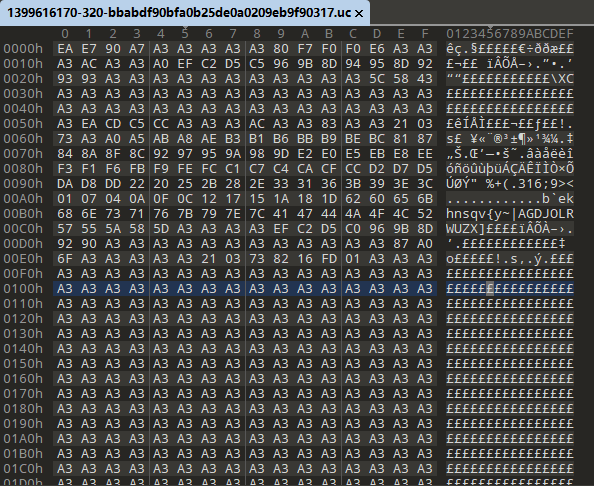 1399616170-320-bbabdf90bfa0b25de0a0209eb9f90317.uc ×
0 1 2 3 4 5 6 7 8 9 A B C D E F 0123456789ABCDEF
0000h EA E7 90 A7 A3 A3 A3 A3 A3 80 F7 F0 F0 E6 A3 A3 êç.§£££££€÷ððæ££
0010h A3 AC A3 A3 A0 EF C2 D5 C5 96 9B 8D 94 95 8D 92 £¬££ ïÂÕÅ–›.”•.’
0020h 93 93 A3 A3 A3 A3 A3 A3 A3 A3 A3 A3 A3 5C 58 43 ““£££££££££££\XC
0030h A3 A3 A3 A3 A3 A3 A3 A3 A3 A3 A3 A3 A3 A3 A3 A3 ££££££££££££££££
0040h A3 A3 A3 A3 A3 A3 A3 A3 A3 A3 A3 A3 A3 A3 A3 A3 ££££££££££££££££
0050h A3 EA CD C5 CC A3 A3 A3 AC A3 A3 83 A3 A3 21 03 £êÍÅÌ£££¬££ƒ££!.
0060h 73 A3 A0 A5 AB A8 AE B3 B1 B6 BB B9 BE BC 81 87 s£ ¥«¨®³±¶»¹¾¼.‡
0070h 84 8A 8F 8C 92 97 95 9A 98 9D E2 E0 E5 EB E8 EE „Š.Œ’—•š˜.âàåëèî
0080h F3 F1 F6 FB F9 FE FC C1 C7 C4 CA CF CC D2 D7 D5 óñöûùþüÁÇÄÊÏÌÒ×Õ
0090h DA D8 DD 22 20 25 2B 28 2E 33 31 36 3B 39 3E 3C ÚØÝ" %+(.316;9><
00A0h 01 07 04 0A 0F 0C 12 17 15 1A 18 1D 62 60 65 6B ............b`ek
00B0h 68 6E 73 71 76 7B 79 7E 7C 41 47 44 4A 4F 4C 52 hnsqv{y~|AGDJOLR
00C0h 57 55 5A 58 5D A3 A3 A3 A3 EF C2 D5 C0 96 9B 8D WUZX]££££ïÂÕÀ–›.
00D0h 92 90 A3 A3 A3 A3 A3 A3 A3 A3 A3 A3 A3 A3 87 A0 ’.££££££££££££‡
00E0h 6F A3 A3 A3 A3 A3 21 03 73 82 16 FD 01 A3 A3 A3 o£££££!.s‚.ý.£££
00F0h A3 A3 A3 A3 A3 A3 A3 A3 A3 A3 A3 A3 A3 A3 A3 A3 ££££££££££££££££
0100h A3 A3 A3 A3 A3 A3 A3 A3 A3 A3 A3 A3 A3 A3 A3 A3 ££££££££££££££££
0110h A3 A3 A3 A3 A3 A3 A3 A3 A3 A3 A3 A3 A3 A3 A3 A3 ££££££££££££££££
0120h A3 A3 A3 A3 A3 A3 A3 A3 A3 A3 A3 A3 A3 A3 A3 A3 ££££££££££££££££
0130h A3 A3 A3 A3 A3 A3 A3 A3 A3 A3 A3 A3 A3 A3 A3 A3 ££££££££££££££££
0140h A3 A3 A3 A3 A3 A3 A3 A3 A3 A3 A3 A3 A3 A3 A3 A3 ££££££££££££££££
0150h A3 A3 A3 A3 A3 A3 A3 A3 A3 A3 A3 A3 A3 A3 A3 A3 ££££££££££££££££
0160h A3 A3 A3 A3 A3 A3 A3 A3 A3 A3 A3 A3 A3 A3 A3 A3 ££££££££££££££££
0170h A3 A3 A3 A3 A3 A3 A3 A3 A3 A3 A3 A3 A3 A3 A3 A3 ££££££££££££££££
0180h A3 A3 A3 A3 A3 A3 A3 A3 A3 A3 A3 A3 A3 A3 A3 A3 ££££££££££££££££
0190h A3 A3 A3 A3 A3 A3 A3 A3 A3 A3 A3 A3 A3 A3 A3 A3 ££££££££££££££££
01A0h A3 A3 A3 A3 A3 A3 A3 A3 A3 A3 A3 A3 A3 A3 A3 A3 ££££££££££££££££
01B0h A3 A3 A3 A3 A3 A3 A3 A3 A3 A3 A3 A3 A3 A3 A3 A3 ££££££££££££££££
01C0h A3 A3 A3 A3 A3 A3 A3 A3 A3 A3 A3 A3 A3 A3 A3 A3 ££££££££££££££££
01D0h A3 A3 A3 A3 A3 A3 A3 A3 A3 A3 A3 A3 A3 A3 A3 A3 ££££££££££££££££